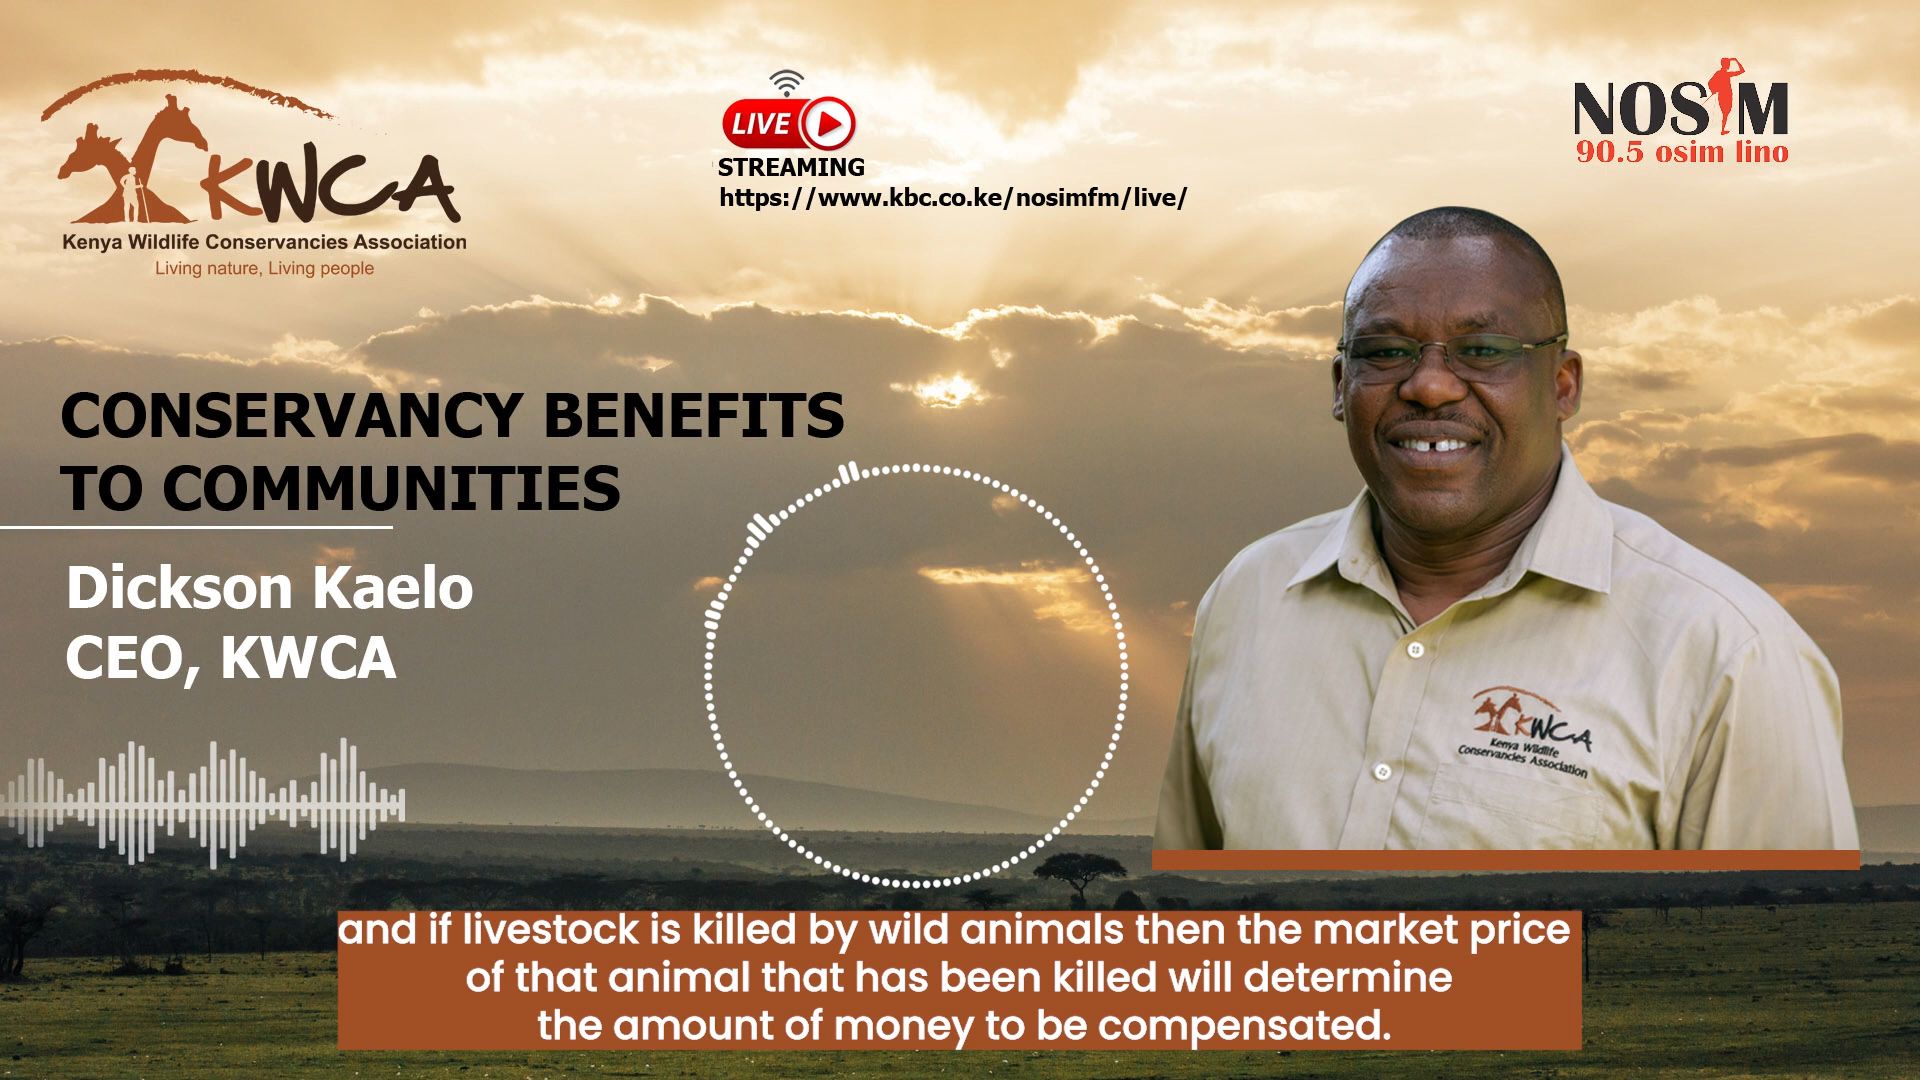 KWCA
Kenya Wildlife Conservancies Association
Living nature, Living people
LIVE
STREAMING
https://www.kbc.co.ke/nosimfm/live/
NOSIM
90.5 osim lino
CONSERVANCY BENEFITS
TO COMMUNITIES
Dickson Kaelo
CEO, KWCA
KWCA
Kenya Wildlife
Conservancies Association
and if livestock is killed by wild animals then the market price
of that animal that has been killed will determine
the amount of money to be compensated.